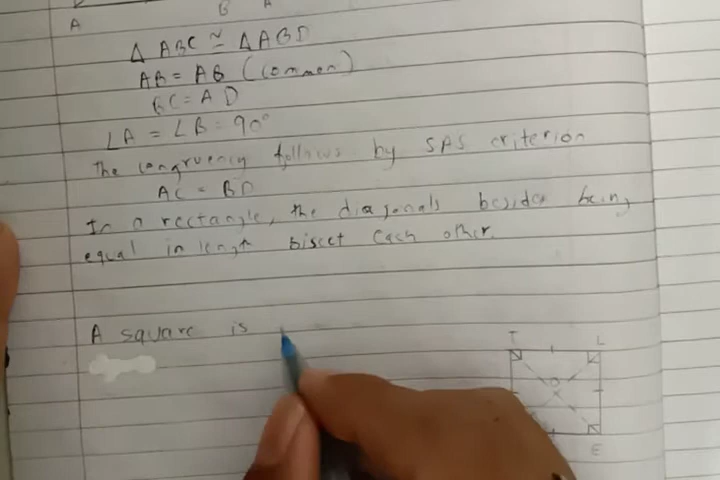 A B A
Δ ABC ≅ ΔABD
AB = AB (common)
BC = AD
∠A = ∠B = 90°
The congruency follows by SAS criterion
AC = BD
In a rectangle, the diagonals besides being
equal in length bisect each other.
A square is
T L
O
E